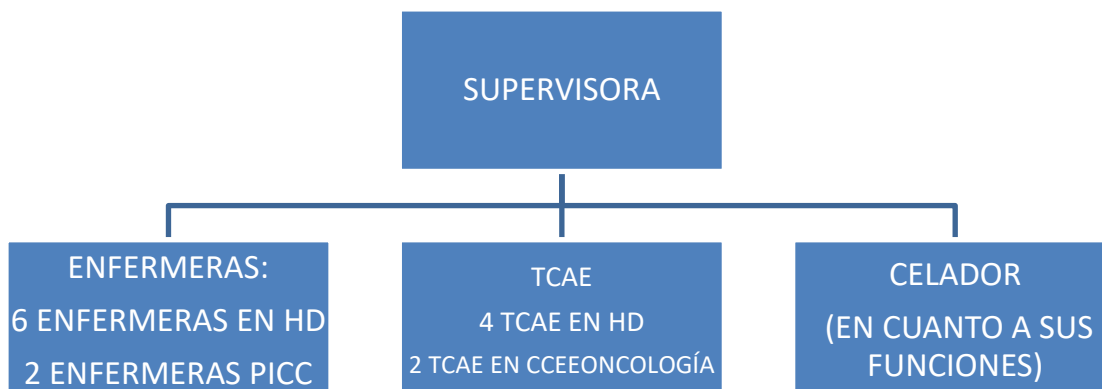 SUPERVISORA
ENFERMERAS:
6 ENFERMERAS EN HD
2 ENFERMERAS PICC
TCAE
4 TCAE EN HD
2 TCAE EN CCEEONCOLOGÍA
CELADOR
(EN CUANTO A SUS
FUNCIONES)